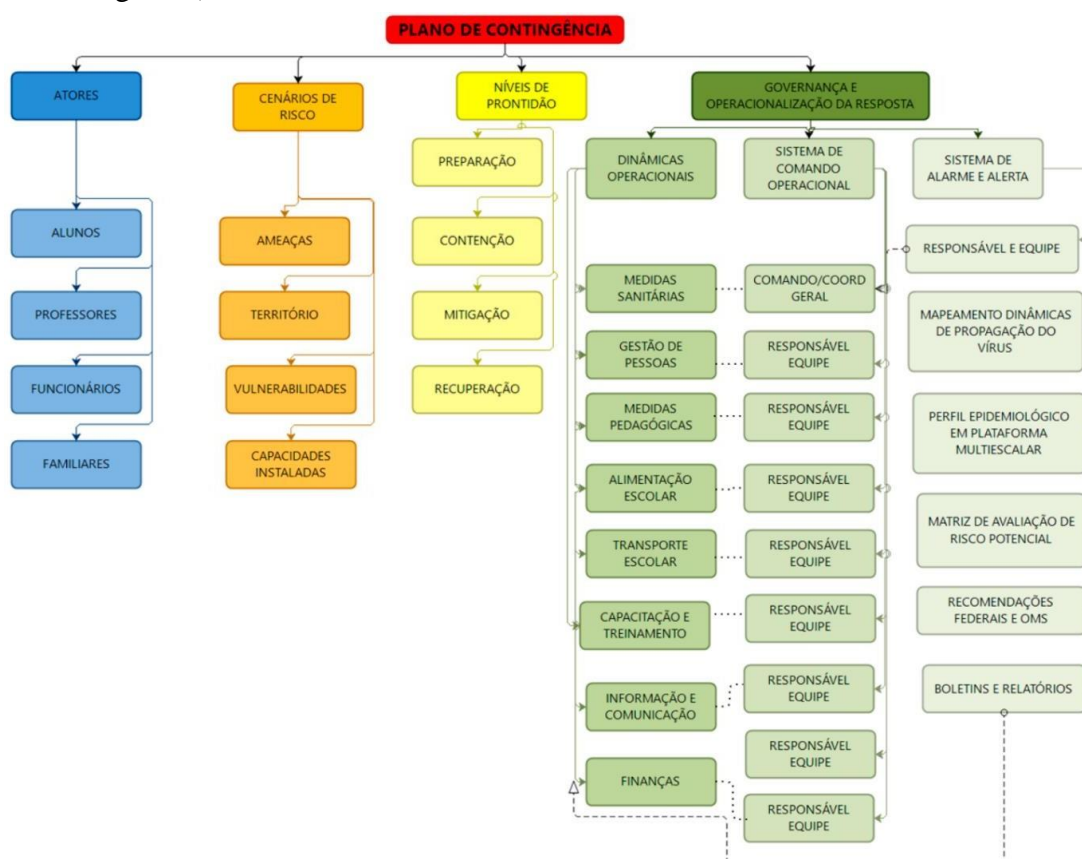 PLANO DE CONTINGÊNCIA
ATORES
CENÁRIOS DE
RISCO
NÍVEIS DE
PRONTIDÃO
GOVERNANÇA E
OPERACIONALIZAÇÃO DA RESPOSTA
ALUNOS
PROFESSORES
FUNCIONÁRIOS
FAMILIARES
AMEAÇAS
TERRITÓRIO
VULNERABILIDADES
CAPACIDADES
INSTALADAS
PREPARAÇÃO
CONTENÇÃO
MITIGAÇÃO
RECUPERAÇÃO
DINÂMICAS
OPERACIONAIS
MEDIDAS
SANITÁRIAS
GESTÃO DE
PESSOAS
MEDIDAS
PEDAGÓGICAS
ALIMENTAÇÃO
ESCOLAR
TRANSPORTE
ESCOLAR
CAPACITAÇÃO E
TREINAMENTO
INFORMAÇÃO E
COMUNICAÇÃO
FINANÇAS
SISTEMA DE
COMANDO
OPERACIONAL
COMANDO/COORD
GERAL
RESPONSÁVEL
EQUIPE
RESPONSÁVEL
EQUIPE
RESPONSÁVEL
EQUIPE
RESPONSÁVEL
EQUIPE
RESPONSÁVEL
EQUIPE
RESPONSÁVEL
EQUIPE
RESPONSÁVEL
EQUIPE
RESPONSÁVEL
EQUIPE
SISTEMA DE
ALARME E ALERTA
RESPONSÁVEL E EQUIPE
MAPEAMENTO DINÂMICAS
DE PROPAGAÇÃO DO
VÍRUS
PERFIL EPIDEMIOLÓGICO
EM PLATAFORMA
MULTIESCALAR
MATRIZ DE AVALIAÇÃO DE
RISCO POTENCIAL
RECOMENDAÇÕES
FEDERAIS E OMS
BOLETINS E RELATÓRIOS